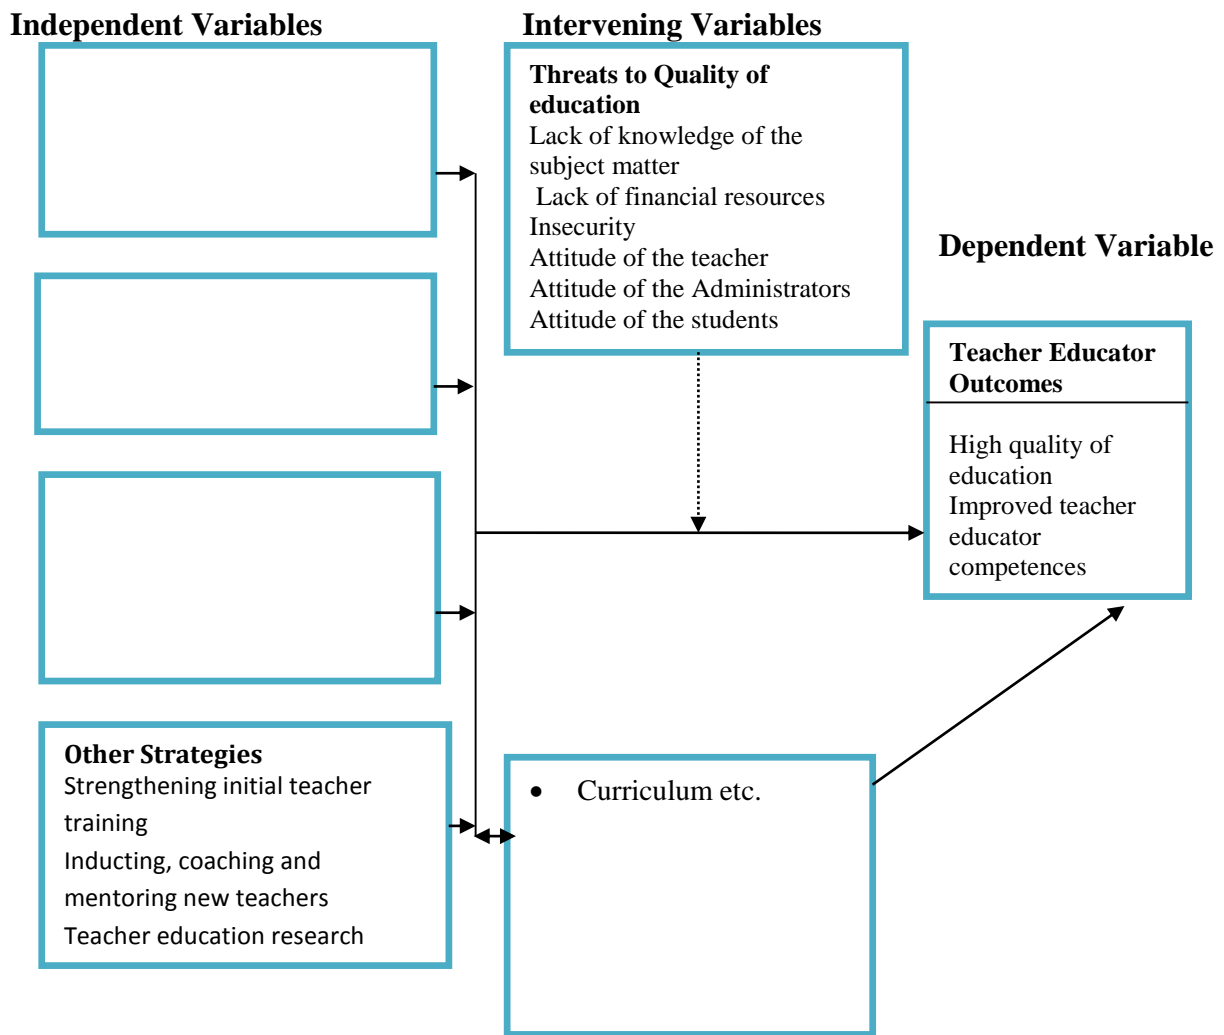 Independent Variables
Intervening Variables
Threats to Quality of
education
Lack of knowledge of the
subject matter
Lack of financial resources
Insecurity
Attitude of the teacher
Attitude of the Administrators
Attitude of the students
Dependent Variable
Teacher Educator
Outcomes
High quality of
education
Improved teacher
educator
competences
Other Strategies
Strengthening initial teacher
training
Inducting, coaching and
mentoring new teachers
Teacher education research
• Curriculum etc.